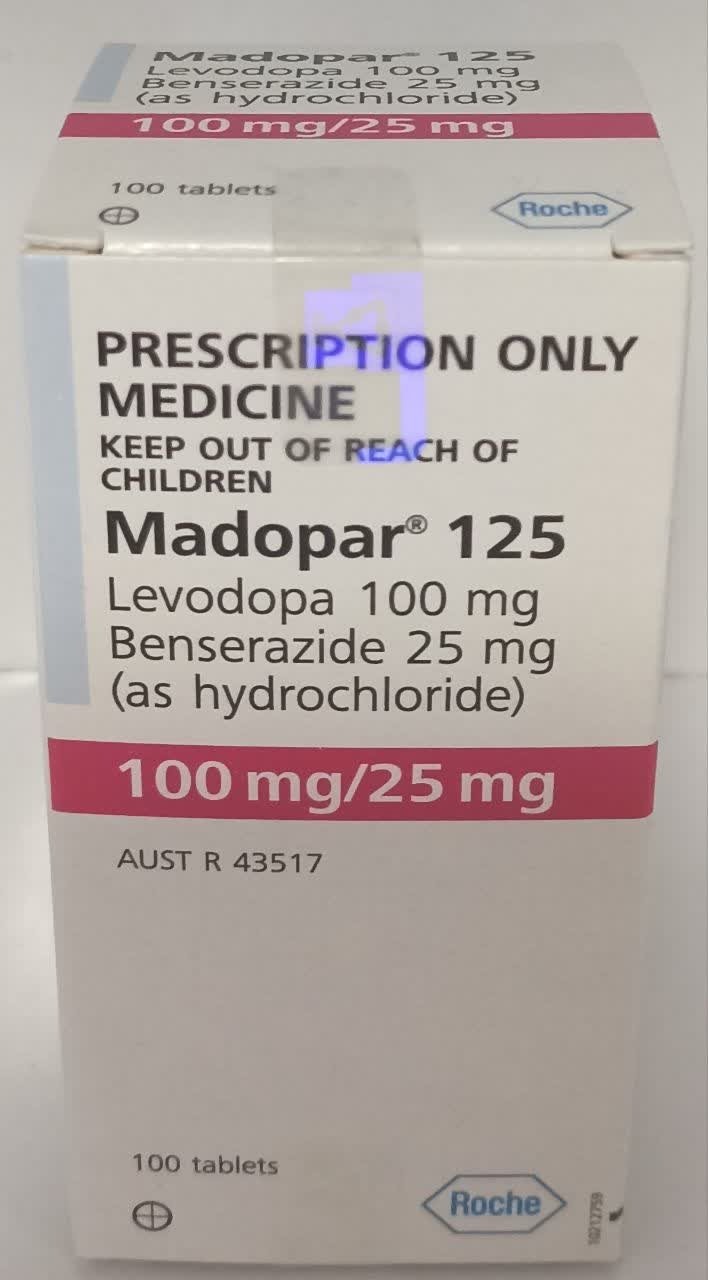 Madopar® 125
Levodopa 100 mg
Benserazide 25 mg
(as hydrochloride)
100 mg/25 mg
100 tablets
Roche
PRESCRIPTION ONLY
MEDICINE
KEEP OUT OF REACH OF
CHILDREN
Madopar® 125
Levodopa 100 mg
Benserazide 25 mg
(as hydrochloride)
100 mg/25 mg
AUST R 43517
100 tablets
Roche
10212759